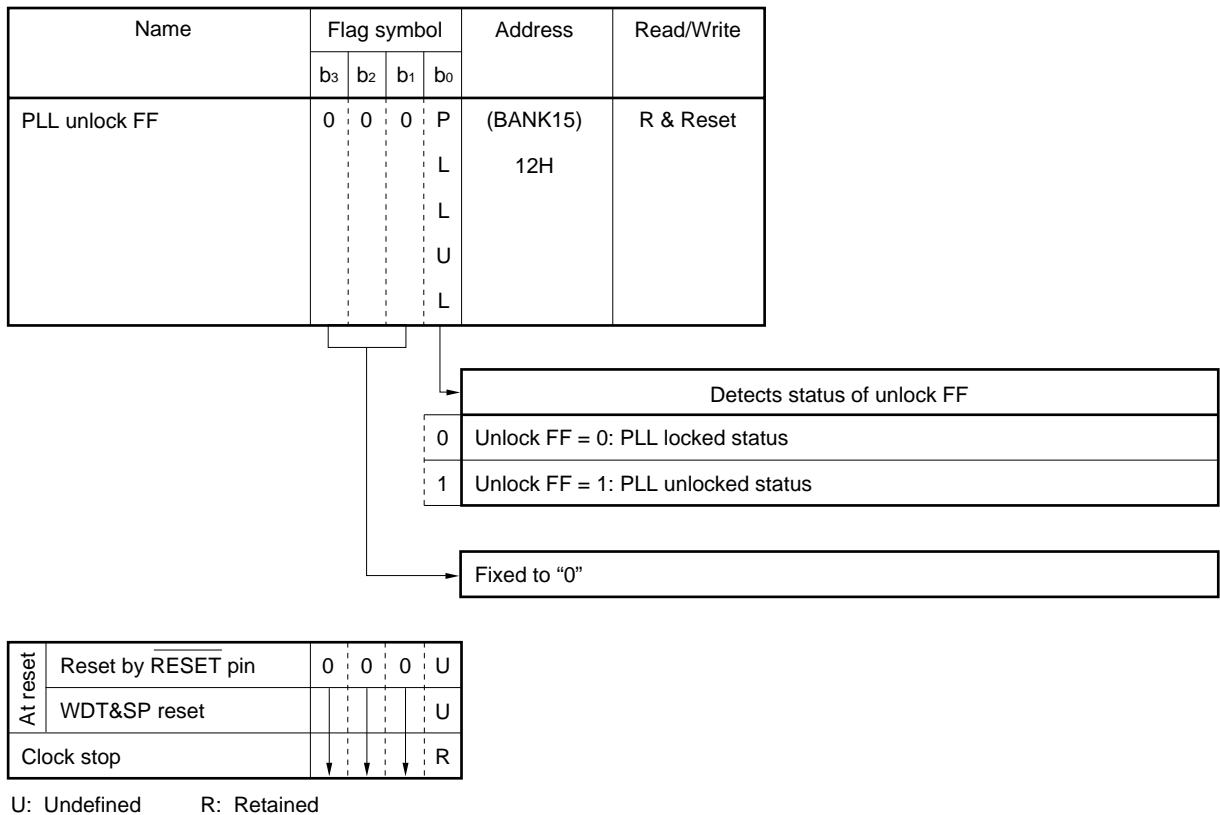 Name Flag symbol Address Read/Write
b3 b2 b1 b0
PLL unlock FF 0 0 0 P (BANK15) R & Reset
L 12H
L
U
L
Detects status of unlock FF
0 Unlock FF = 0: PLL locked status
1 Unlock FF = 1: PLL unlocked status
Fixed to “0”
At reset
Reset by RESET pin 0 0 0 U
WDT&SP reset U
Clock stop R
U: Undefined R: Retained